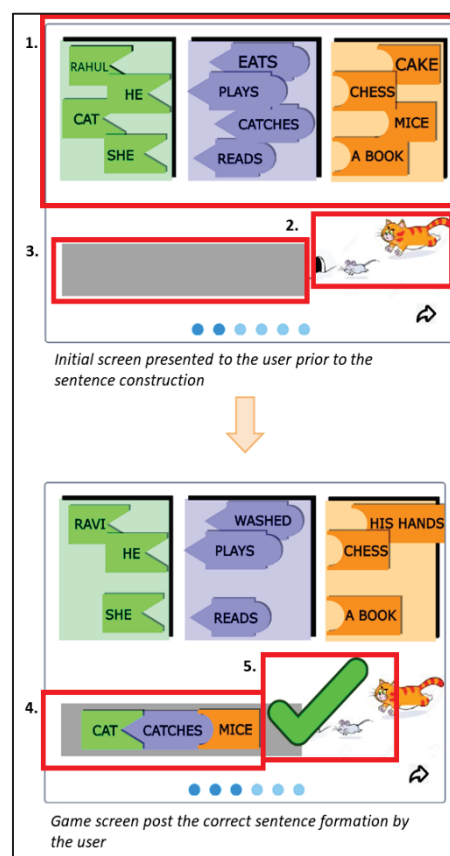 1.
RAHUL
HE
CAT
SHE
EATS
PLAYS
CATCHES
READS
CAKE
CHESS
MICE
A BOOK
2.
3.
Initial screen presented to the user prior to the
sentence construction
RAVI
HE
SHE
WASHED
PLAYS
READS
HIS HANDS
CHESS
A BOOK
5.
4.
CAT CATCHES MICE
Game screen post the correct sentence formation by
the user